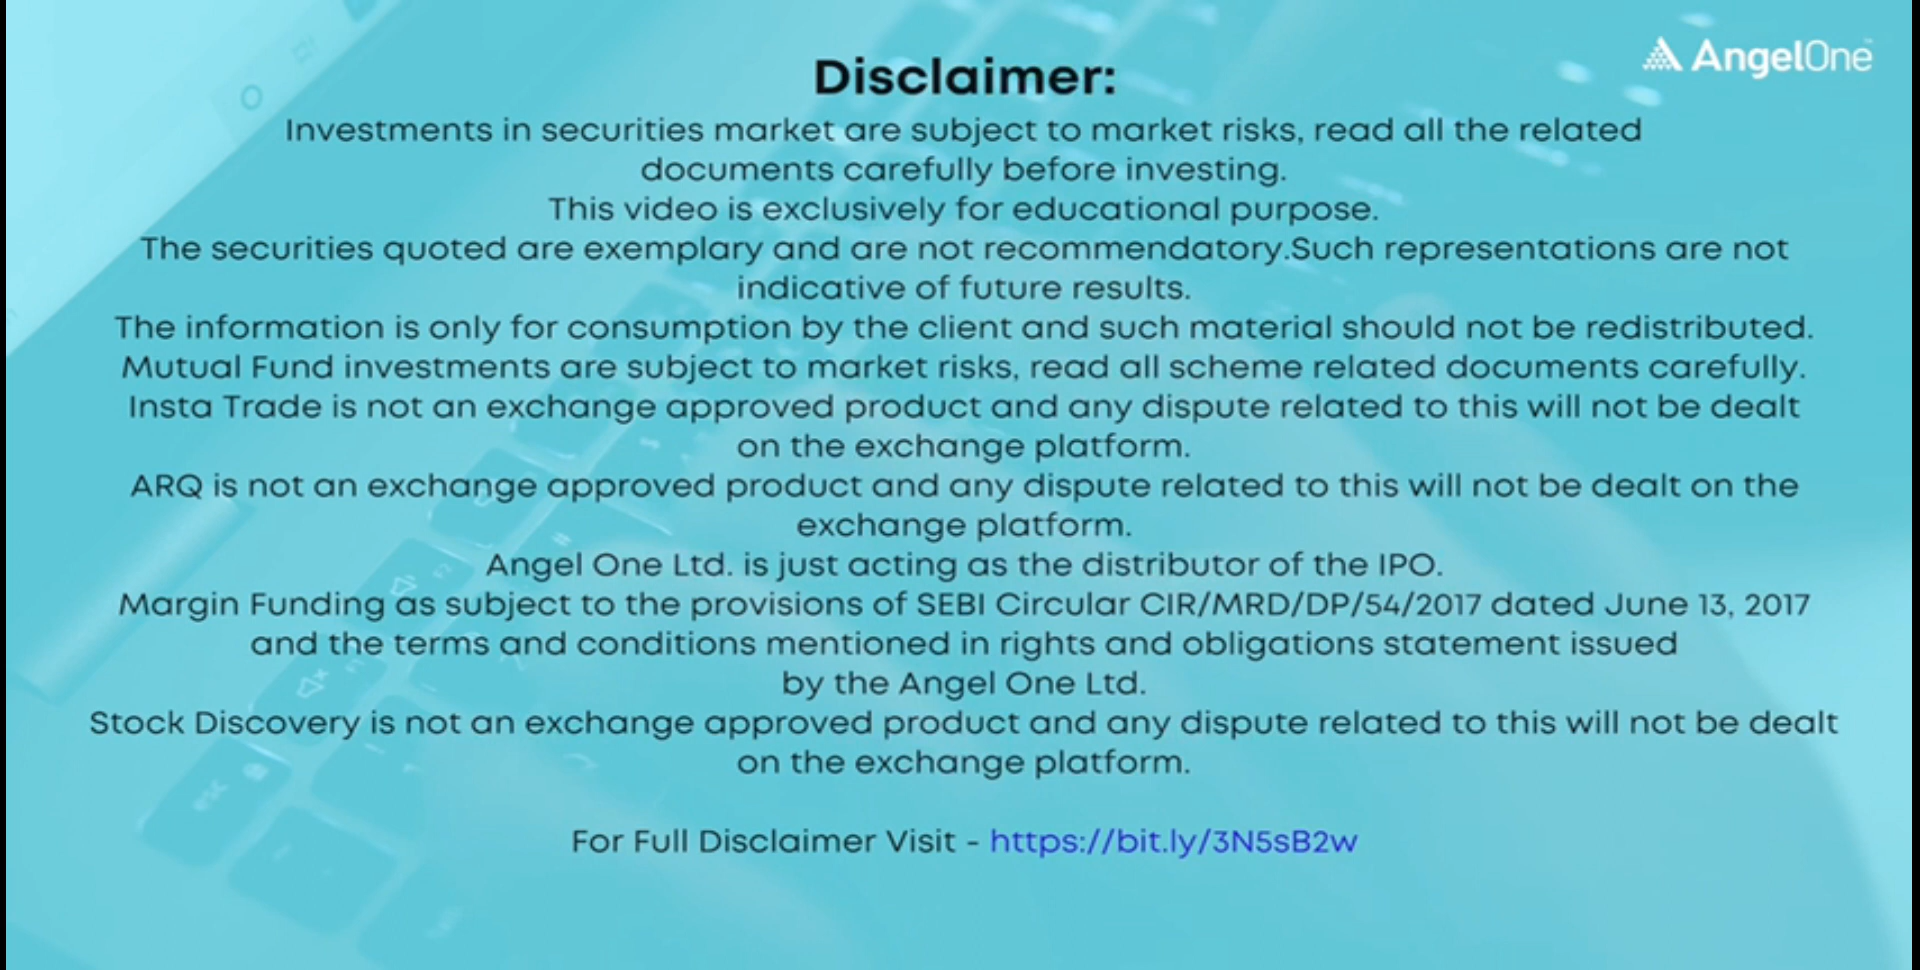 AngelOne
Disclaimer:
Investments in securities market are subject to market risks, read all the related
documents carefully before investing.
This video is exclusively for educational purpose.
The securities quoted are exemplary and are not recommendatory.Such representations are not
indicative of future results.
The information is only for consumption by the client and such material should not be redistributed.
Mutual Fund investments are subject to market risks, read all scheme related documents carefully.
Insta Trade is not an exchange approved product and any dispute related to this will not be dealt
on the exchange platform.
ARQ is not an exchange approved product and any dispute related to this will not be dealt on the
exchange platform.
Angel One Ltd. is just acting as the distributor of the IPO.
Margin Funding as subject to the provisions of SEBI Circular CIR/MRD/DP/54/2017 dated June 13, 2017
and the terms and conditions mentioned in rights and obligations statement issued
by the Angel One Ltd.
Stock Discovery is not an exchange approved product and any dispute related to this will not be dealt
on the exchange platform.
For Full Disclaimer Visit - https://bit.ly/3N5sB2w
esc